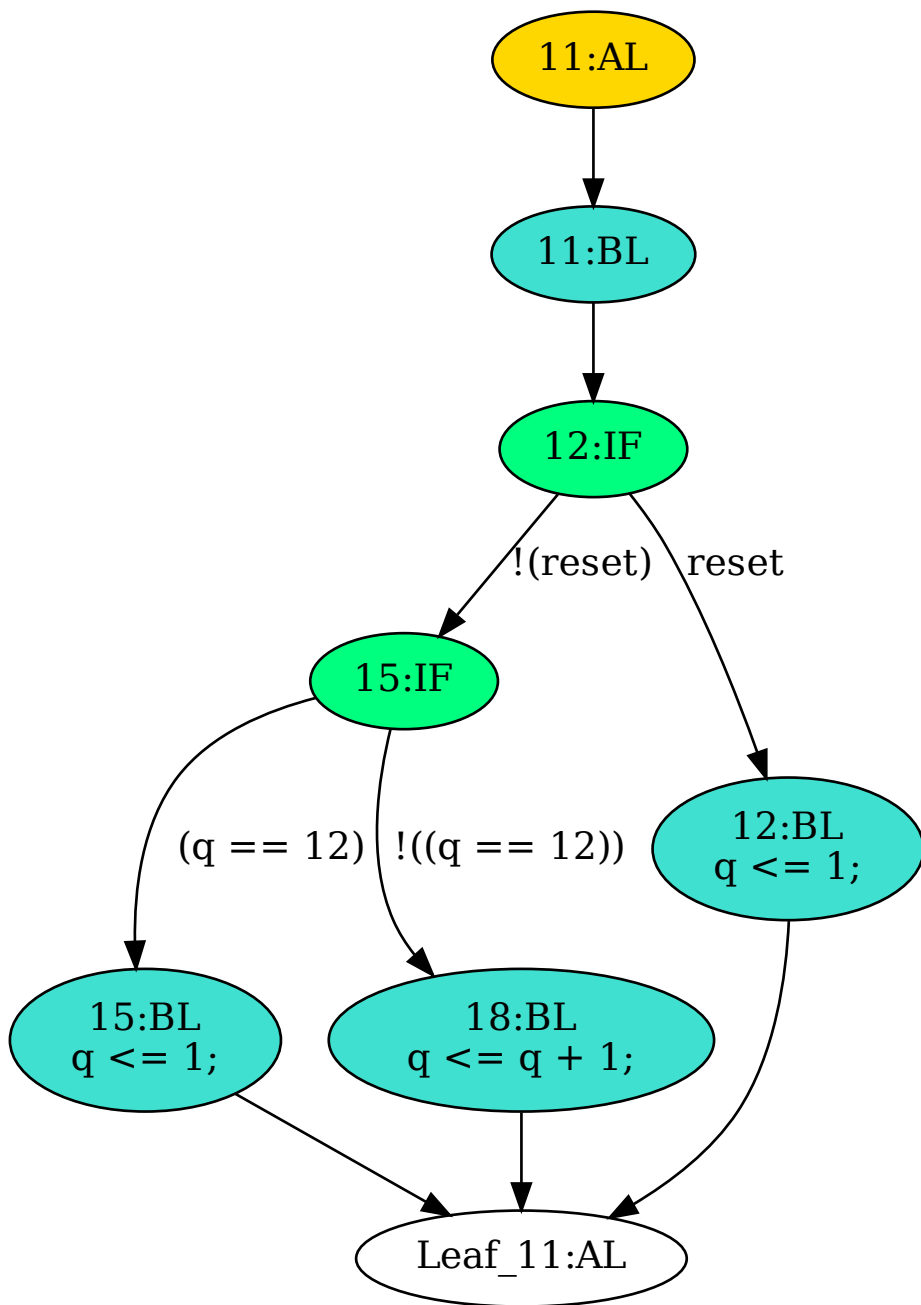 11:AL
11:BL
12:IF
!(reset)
reset
15:IF
(q == 12)
!((q == 12))
12:BL
q <= 1;
15:BL
q <= 1;
18:BL
q <= q + 1;
Leaf_11:AL